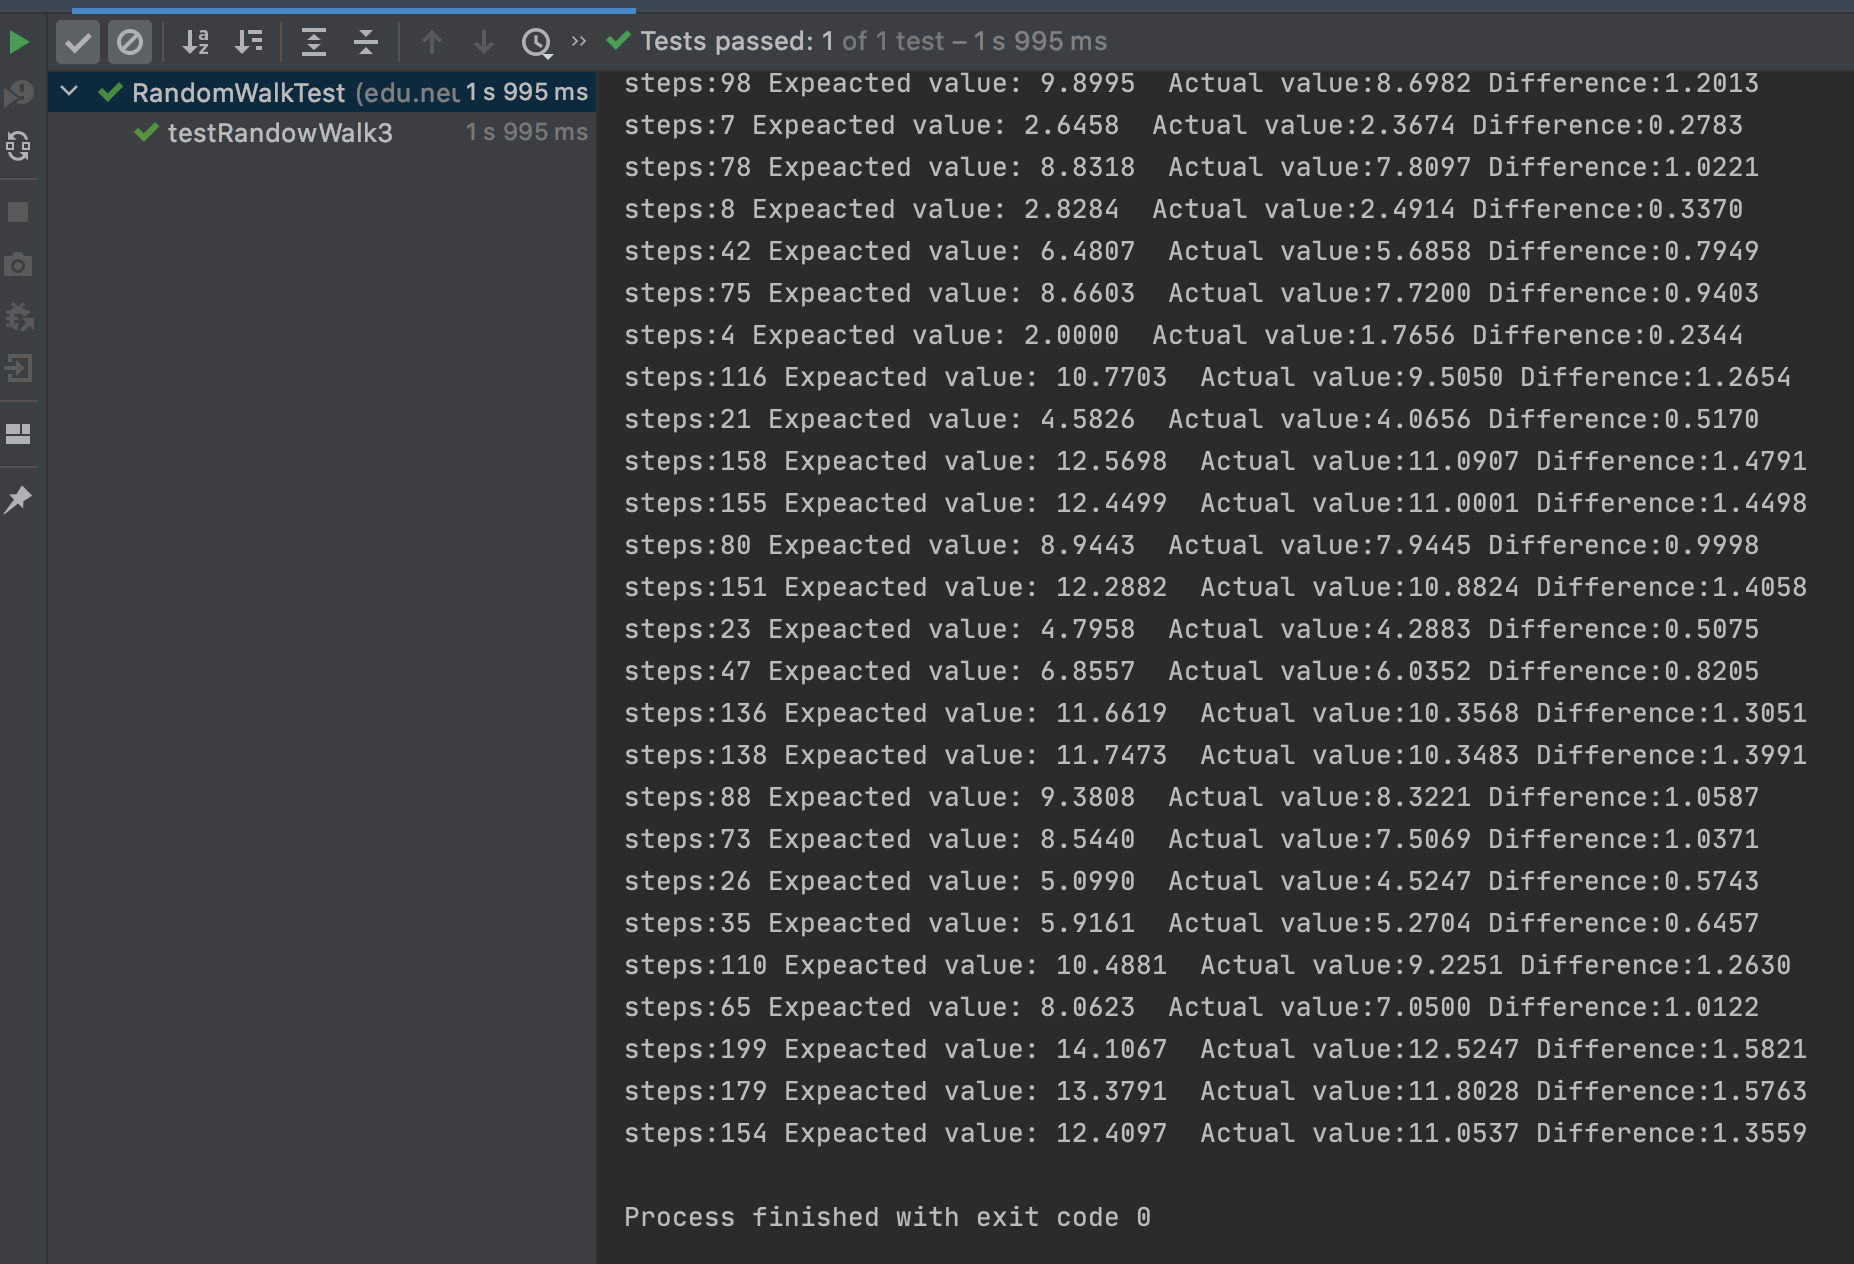 Tests passed: 1 of 1 test – 1 s 995 ms
RandomWalkTest (edu.neu 1 s 995 ms
testRandowWalk3 1 s 995 ms
steps:98 Expeacted value: 9.8995  Actual value:8.6982 Difference:1.2013
steps:7 Expeacted value: 2.6458  Actual value:2.3674 Difference:0.2783
steps:78 Expeacted value: 8.8318  Actual value:7.8097 Difference:1.0221
steps:8 Expeacted value: 2.8284  Actual value:2.4914 Difference:0.3370
steps:42 Expeacted value: 6.4807  Actual value:5.6858 Difference:0.7949
steps:75 Expeacted value: 8.6603  Actual value:7.7200 Difference:0.9403
steps:4 Expeacted value: 2.0000  Actual value:1.7656 Difference:0.2344
steps:116 Expeacted value: 10.7703  Actual value:9.5050 Difference:1.2654
steps:21 Expeacted value: 4.5826  Actual value:4.0656 Difference:0.5170
steps:158 Expeacted value: 12.5698  Actual value:11.0907 Difference:1.4791
steps:155 Expeacted value: 12.4499  Actual value:11.0001 Difference:1.4498
steps:80 Expeacted value: 8.9443  Actual value:7.9445 Difference:0.9998
steps:151 Expeacted value: 12.2882  Actual value:10.8824 Difference:1.4058
steps:23 Expeacted value: 4.7958  Actual value:4.2883 Difference:0.5075
steps:47 Expeacted value: 6.8557  Actual value:6.0352 Difference:0.8205
steps:136 Expeacted value: 11.6619  Actual value:10.3568 Difference:1.3051
steps:138 Expeacted value: 11.7473  Actual value:10.3483 Difference:1.3991
steps:88 Expeacted value: 9.3808  Actual value:8.3221 Difference:1.0587
steps:73 Expeacted value: 8.5440  Actual value:7.5069 Difference:1.0371
steps:26 Expeacted value: 5.0990  Actual value:4.5247 Difference:0.5743
steps:35 Expeacted value: 5.9161  Actual value:5.2704 Difference:0.6457
steps:110 Expeacted value: 10.4881  Actual value:9.2251 Difference:1.2630
steps:65 Expeacted value: 8.0623  Actual value:7.0500 Difference:1.0122
steps:199 Expeacted value: 14.1067  Actual value:12.5247 Difference:1.5821
steps:179 Expeacted value: 13.3791  Actual value:11.8028 Difference:1.5763
steps:154 Expeacted value: 12.4097  Actual value:11.0537 Difference:1.3559
Process finished with exit code 0